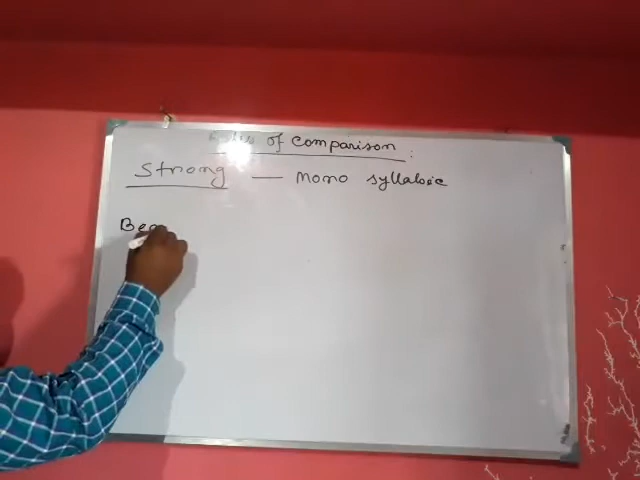 of comparison :
Strong — Mono syllabic
Be